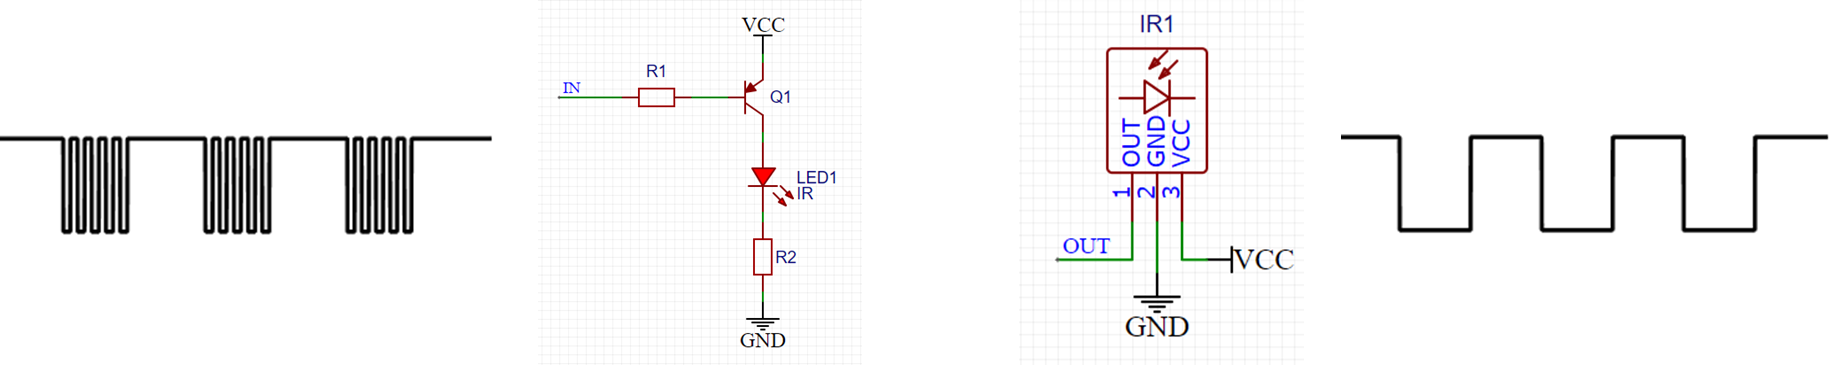 VCC
R1
IN
Q1
LED1
IR
R2
GND
IR1
OUT
GND
VCC
1
2
3
OUT
VCC
GND